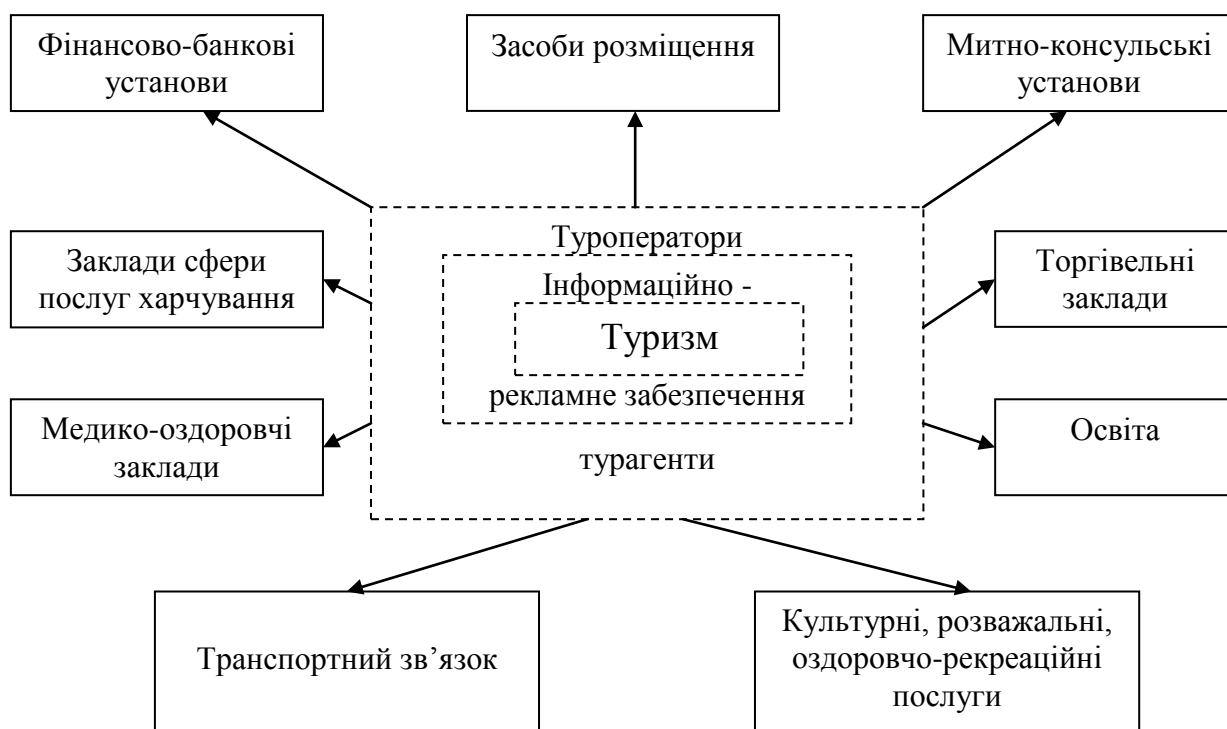 Фінансово-банкові
установи
Засоби розміщення
Митно-консульські
установи
Туроператори
Заклади сфери
послуг харчування
Інформаційно -
Торгівельні
заклади
Туризм
рекламне забезпечення
Медико-оздоровчі
заклади
турагенти
Освіта
Транспортний зв’язок
Культурні, розважальні,
оздоровчо-рекреаційні
послуги